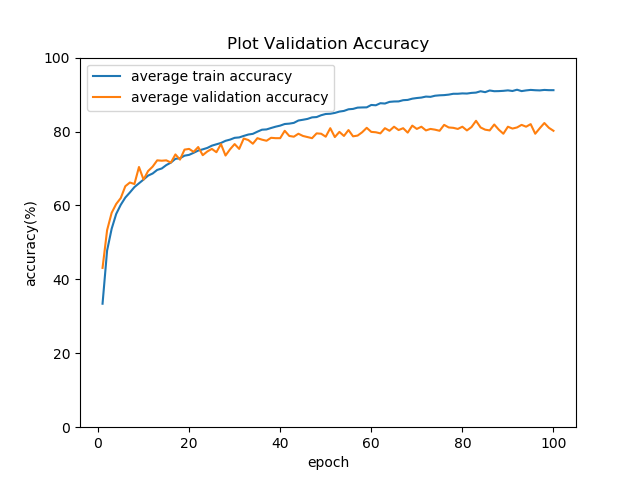 Plot Validation Accuracy
average train accuracy
average validation accuracy
accuracy(%)
100
80
60
40
20
0
0 20 40 60 80 100
epoch